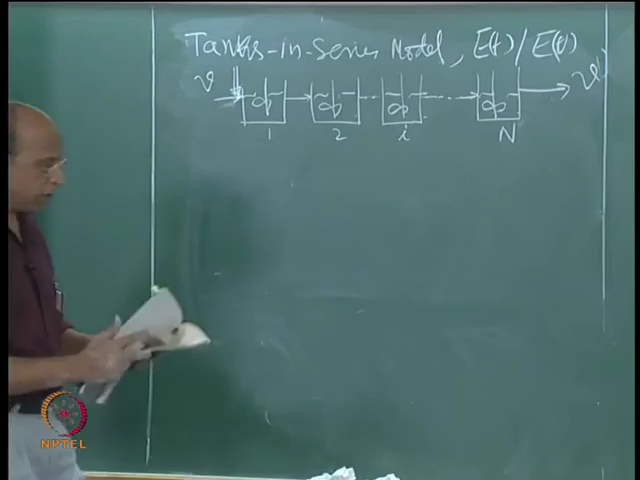 Tanks-in-Series Model, E(t)/E(θ)
v v
1 2 i N
NPTEL